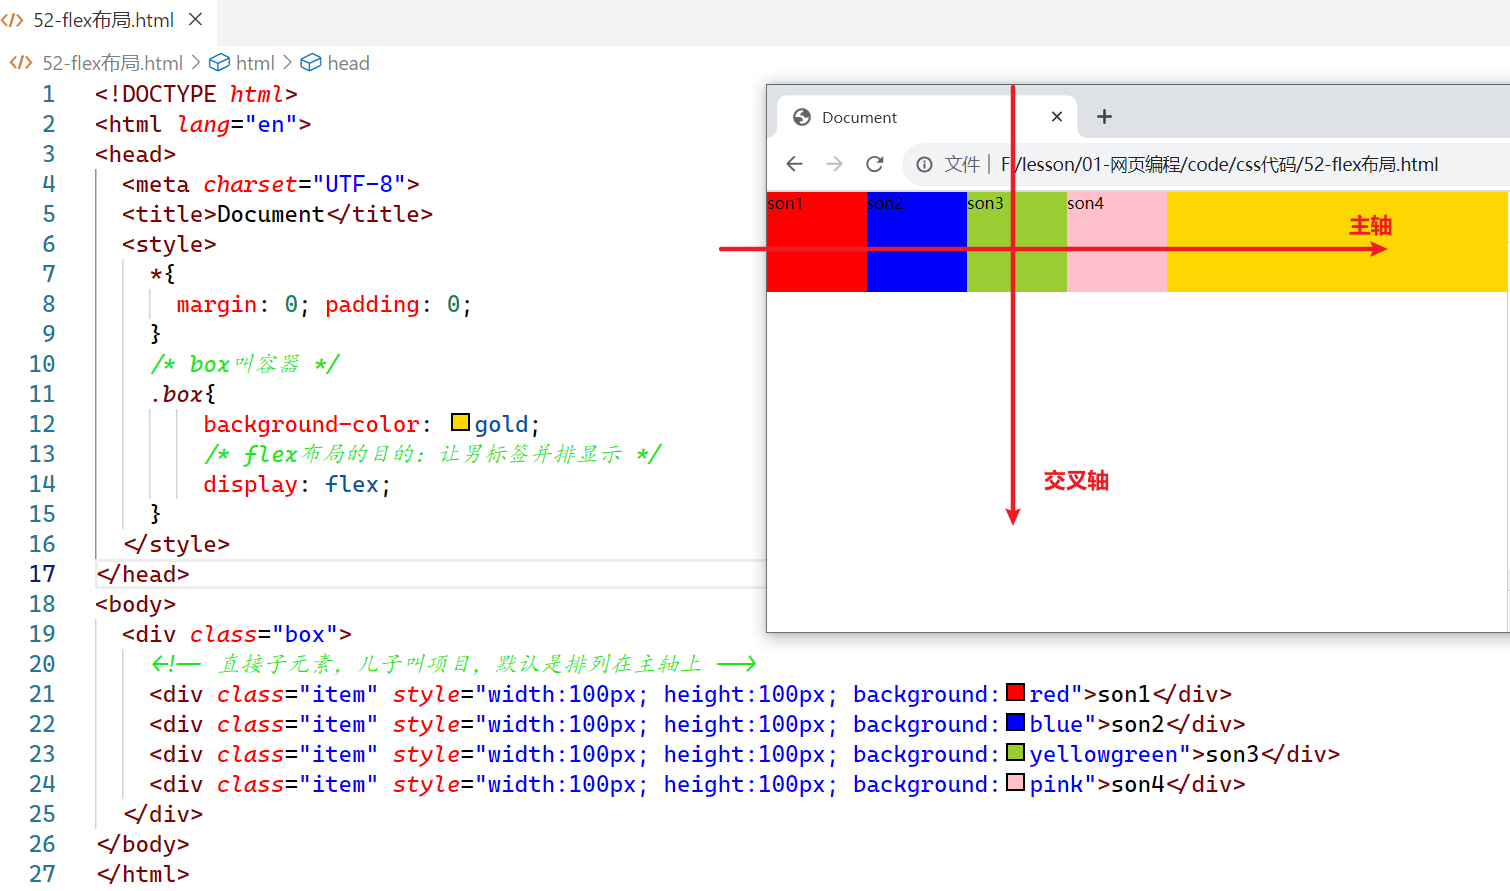 52-flex布局.html
52-flex布局.html > html > head
1 <!DOCTYPE html>
2 <html lang="en">
3 <head>
4 <meta charset="UTF-8">
5 <title>Document</title>
6 <style>
7 *{
8 margin: 0; padding: 0;
9 }
10 /* box叫容器 */
11 .box{
12 background-color: gold;
13 /* flex布局的目的：让男标签并排显示 */
14 display: flex;
15 }
16 </style>
17 </head>
18 <body>
19 <div class="box">
20 <!-- 直接子元素，儿子叫项目，默认是排列在主轴上 -->
21 <div class="item" style="width:100px; height:100px; background:red">son1</div>
22 <div class="item" style="width:100px; height:100px; background:blue">son2</div>
23 <div class="item" style="width:100px; height:100px; background:yellowgreen">son3</div>
24 <div class="item" style="width:100px; height:100px; background:pink">son4</div>
25 </div>
26 </body>
27 </html>
Document
文件 | F:/lesson/01-网页编程/code/css代码/52-flex布局.html
son1 son2 son3 son4
主轴
交叉轴